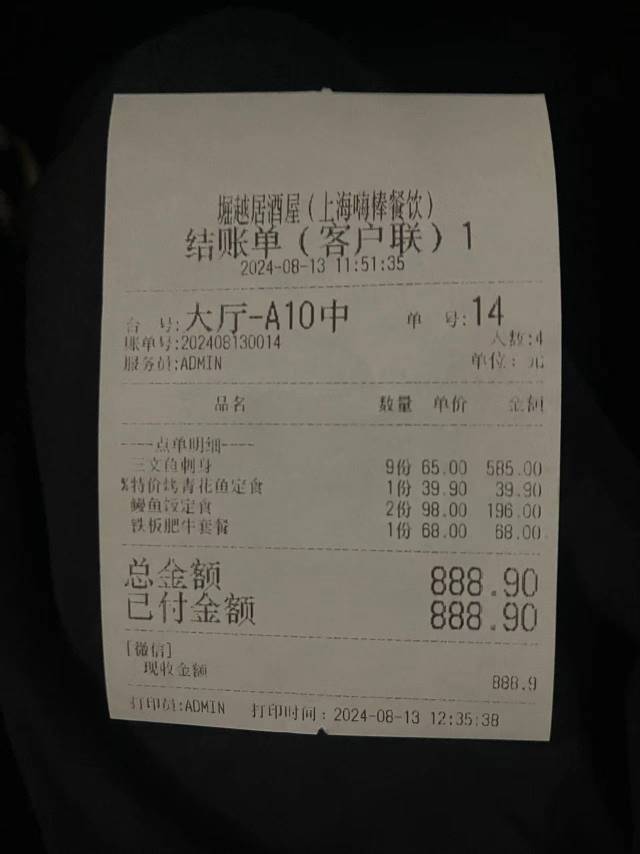 堀越居酒屋(上海嗨棒餐饮)
结账单(客户联)1
2024-08-13 11:51:35
台 号:大厅-A10中 单 号:14
账单号:202408130014 人数:4
服务员:ADMIN 单位: 元
品名 数量 单价 金额
----点单明细----
三文鱼刺身 9份 65.00 585.00
%特价烤青花鱼定食 1份 39.90 39.90
鳗鱼饭定食 2份 98.00 196.00
铁板肥牛套餐 1份 68.00 68.00
总金额 888.90
已付金额 888.90
[微信]
现收金额 888.9
打印员:ADMIN 打印时间:2024-08-13 12:35:38